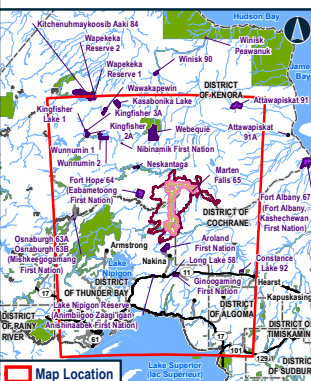 Hudson Bay
Kitchenuhmaykoosib Aaki 84
Wapekeka
Reserve 2
Winisk
Peawanuk
Wapekeka
Reserve 1
Winisk 90
James
Bay
Wawakapewin
DISTRICT
OF KENORA
Kasabonika Lake
Attawapiskat 91
Kingfisher
Lake 1
Kingfisher 3A
Kingfisher
2A
Webequie
Attawapiskat
91A
Wunnumin 1
Nibinamik First Nation
Wunnumin 2
Neskantaga
Marten
Falls 65
Fort Hope 64
(Eabametoong
First Nation)
Fort Albany 67
(Fort Albany,
Kashechewan
First Nation)
DISTRICT OF
COCHRANE
Osnaburgh 63A
Osnaburgh 63B
(Mishkeegogamang
First Nation)
Armstrong
Aroland
First Nation
Long Lake 58
Constance
Lake 92
Nakina
Lake
Nipigon
11
Hearst
DISTRICT
OF THUNDER BAY
Ginoogaming
First Nation
Kapuskasing
17
Lake Nipigon Reserve
(Animbiigoo Zaagi'igan
Anishinaabek First Nation)
DISTRICT
OF ALGOMA
DISTRICT
OF RAINY
RIVER
DISTRICT OF
TIMISKAMING
17
61
101
129
Lake Superior
(lac Supérieur)
DISTRICT
OF SUDBURY
Map Location